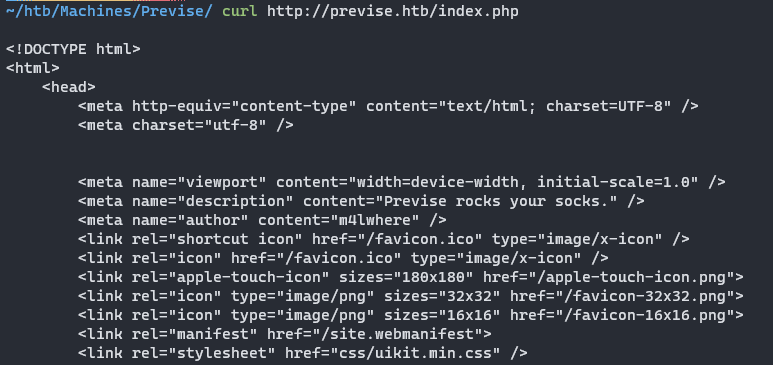 ~/htb/Machines/Previse/ curl http://previse.htb/index.php
<!DOCTYPE html>
<html>
<head>
<meta http-equiv="content-type" content="text/html; charset=UTF-8" />
<meta charset="utf-8" />
<meta name="viewport" content="width=device-width, initial-scale=1.0" />
<meta name="description" content="Previse rocks your socks." />
<meta name="author" content="m4lwhere" />
<link rel="shortcut icon" href="/favicon.ico" type="image/x-icon" />
<link rel="icon" href="/favicon.ico" type="image/x-icon" />
<link rel="apple-touch-icon" sizes="180x180" href="/apple-touch-icon.png">
<link rel="icon" type="image/png" sizes="32x32" href="/favicon-32x32.png">
<link rel="icon" type="image/png" sizes="16x16" href="/favicon-16x16.png">
<link rel="manifest" href="/site.webmanifest">
<link rel="stylesheet" href="css/uikit.min.css" />